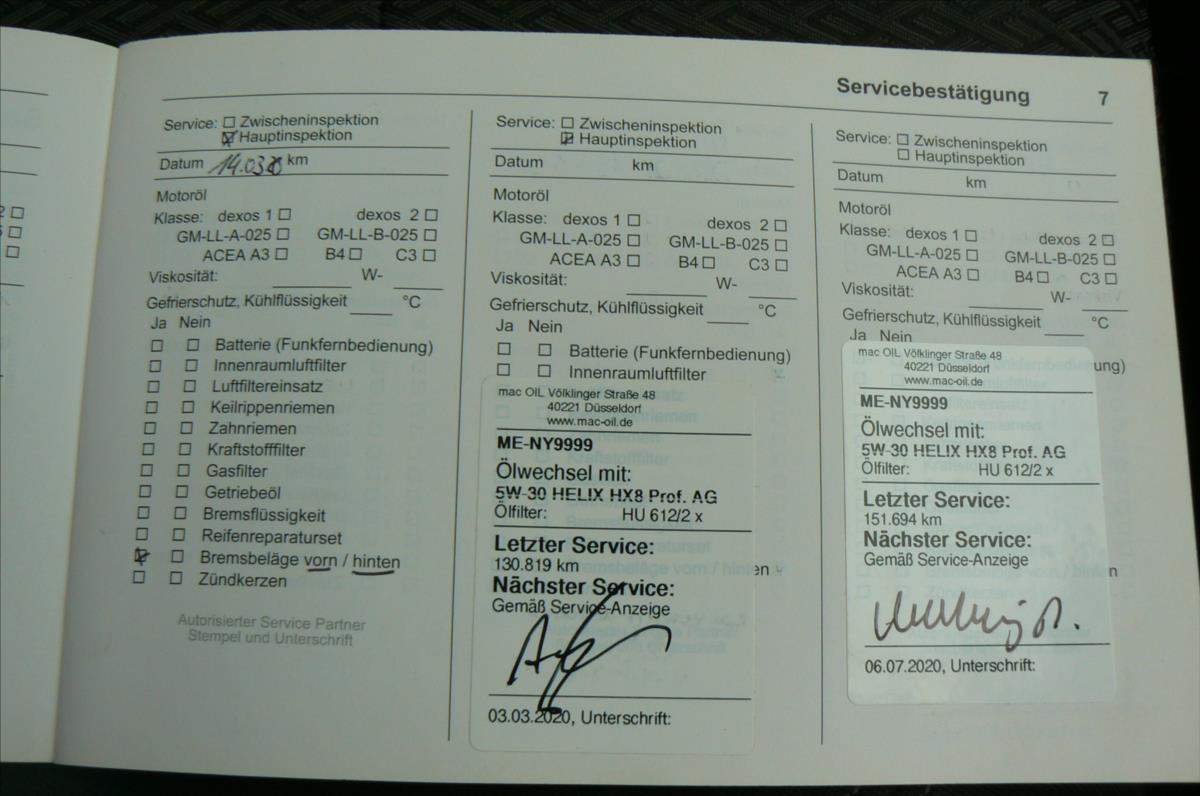 Servicebestätigung 7
Service: Zwischeninspektion
Hauptinspektion
Datum 14.03 km
Motoröl
Klasse: dexos 1 dexos 2
GM-LL-A-025 GM-LL-B-025
ACEA A3 B4 C3
Viskosität: W-
Gefrierschutz, Kühlflüssigkeit °C
Ja Nein
Batterie (Funkfernbedienung)
Innenraumluftfilter
Luftfiltereinsatz
Keilrippenriemen
Zahnriemen
Kraftstofffilter
Gasfilter
Getriebeöl
Bremsflüssigkeit
Reifenreparaturset
Bremsbeläge vorn / hinten
Zündkerzen
Autorisierter Service Partner
Stempel und Unterschrift
Service: Zwischeninspektion
Hauptinspektion
Datum km
Motoröl
Klasse: dexos 1 dexos 2
GM-LL-A-025 GM-LL-B-025
ACEA A3 B4 C3
Viskosität: W-
Gefrierschutz, Kühlflüssigkeit °C
Ja Nein
Batterie (Funkfernbedienung)
Innenraumluftfilter
mac OIL Völklinger Straße 48
40221 Düsseldorf
www.mac-oil.de
ME-NY9999
Ölwechsel mit:
5W-30 HELIX HX8 Prof. AG
Ölfilter: HU 612/2 x
Letzter Service:
130.819 km
Nächster Service:
Gemäß Service-Anzeige
03.03.2020, Unterschrift:
Service: Zwischeninspektion
Hauptinspektion
Datum km
Motoröl
Klasse: dexos 1 dexos 2
GM-LL-A-025 GM-LL-B-025
ACEA A3 B4 C3
Viskosität: W-
Gefrierschutz, Kühlflüssigkeit °C
Ja Nein
mac OIL Völklinger Straße 48
40221 Düsseldorf
www.mac-oil.de
ME-NY9999
Ölwechsel mit:
5W-30 HELIX HX8 Prof. AG
Ölfilter: HU 612/2 x
Letzter Service:
151.694 km
Nächster Service:
Gemäß Service-Anzeige
06.07.2020, Unterschrift: